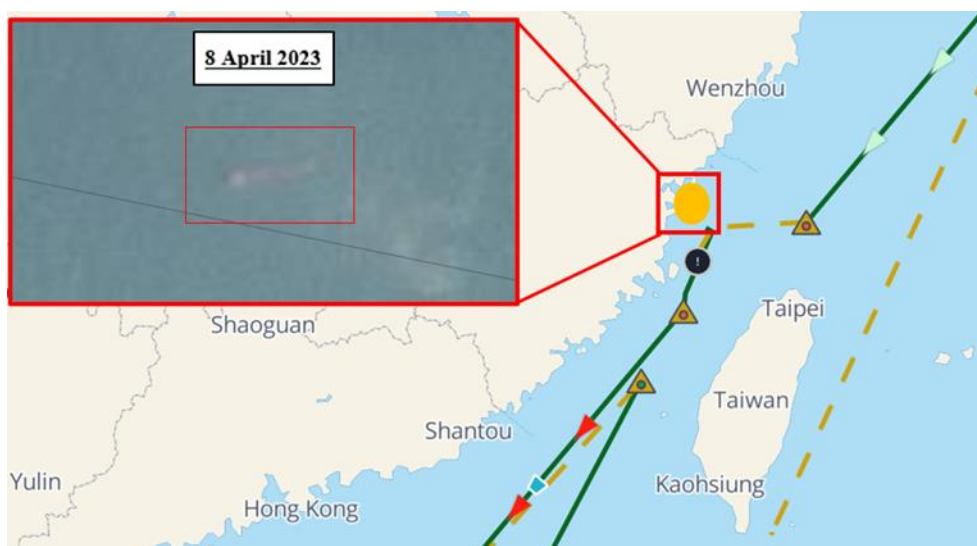 8 April 2023
Wenzhou
Taipei
Shaoguan
Taiwan
Shantou
Yulin
Kaohsiung
Hong Kong
!